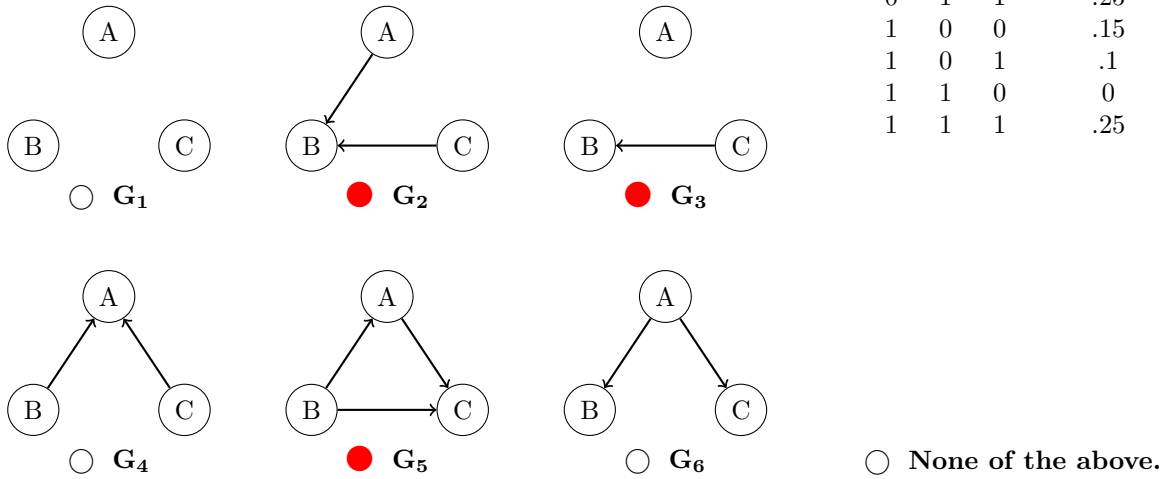 A A A
0 1 1 .25
1 0 0 .15
1 0 1 .1
1 1 0 0
1 1 1 .25
B C B C B C
G1 G2 G3
A A A
B C B C B C
G4 G5 G6 None of the above.